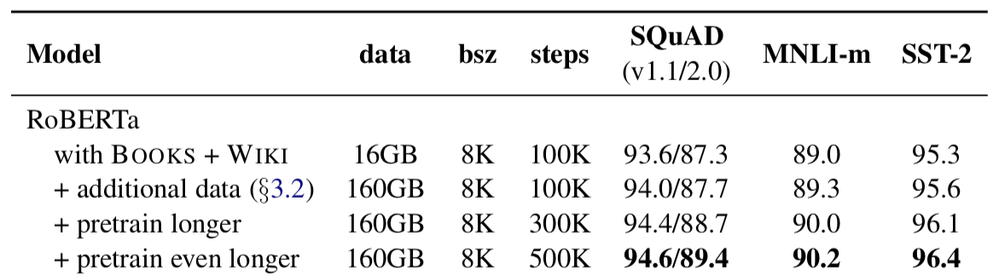 Model data bsz steps SQuAD (v1.1/2.0) MNLI-m SST-2
RoBERTa
with BOOKS + WIKI 16GB 8K 100K 93.6/87.3 89.0 95.3
+ additional data (§3.2) 160GB 8K 100K 94.0/87.7 89.3 95.6
+ pretrain longer 160GB 8K 300K 94.4/88.7 90.0 96.1
+ pretrain even longer 160GB 8K 500K 94.6/89.4 90.2 96.4